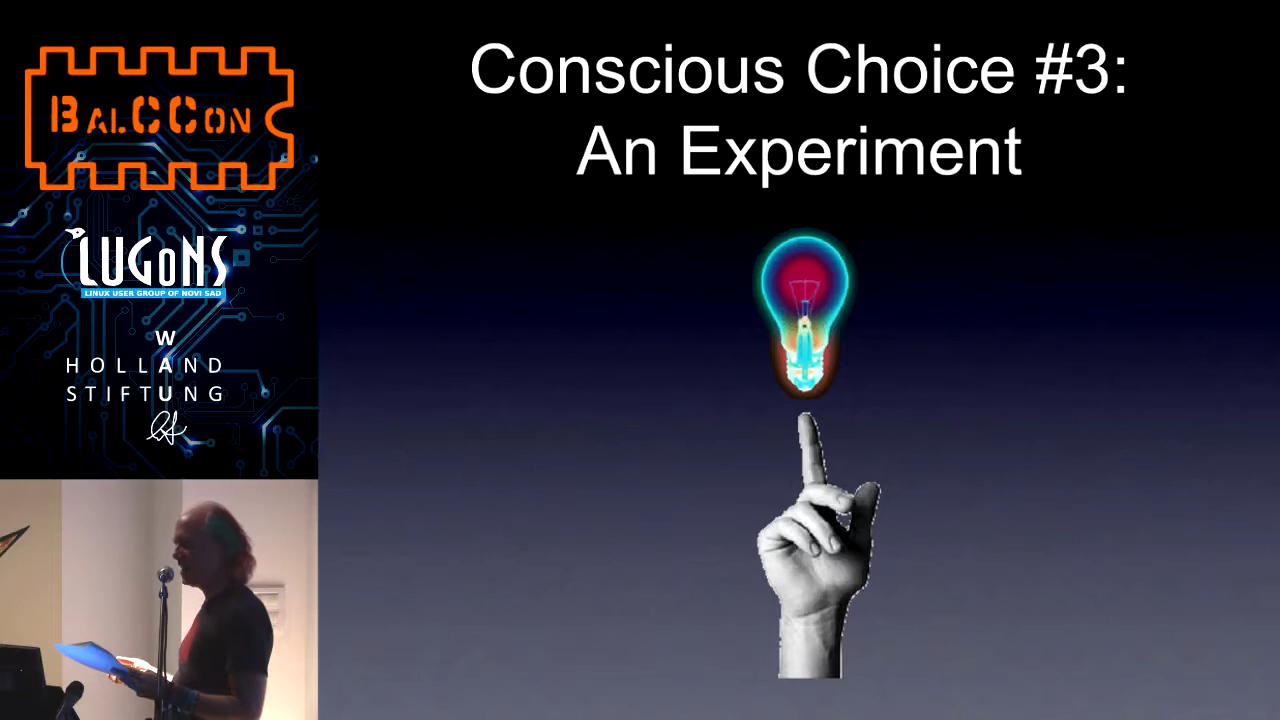 BALCCON
LUGONS
LINUX USER GROUP OF NOVI SAD
W
HOLLAND
STIFTUNG
Conscious Choice #3:
An Experiment